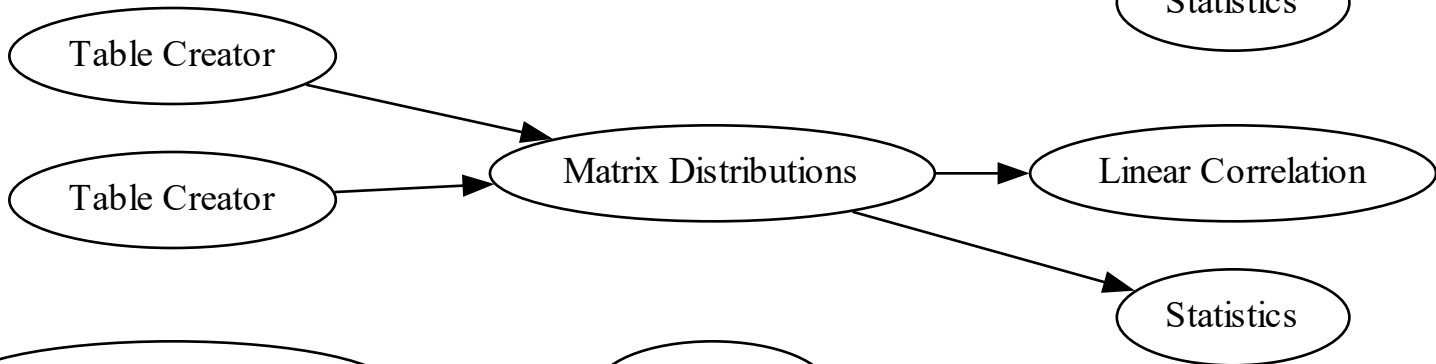 Statistics
Table Creator
Table Creator
Matrix Distributions
Linear Correlation
Statistics